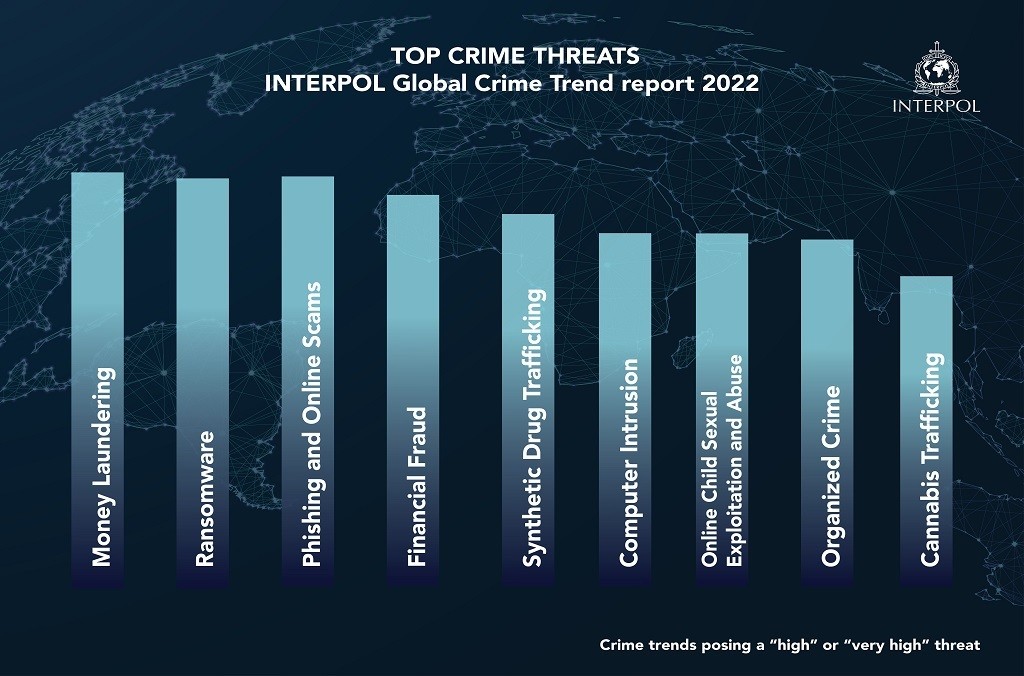 TOP CRIME THREATS
INTERPOL Global Crime Trend report 2022
INTERPOL
Money Laundering
Ransomware
Phishing and Online Scams
Financial Fraud
Synthetic Drug Trafficking
Computer Intrusion
Online Child Sexual
Exploitation and Abuse
Organized Crime
Cannabis Trafficking
Crime trends posing a “high” or “very high” threat